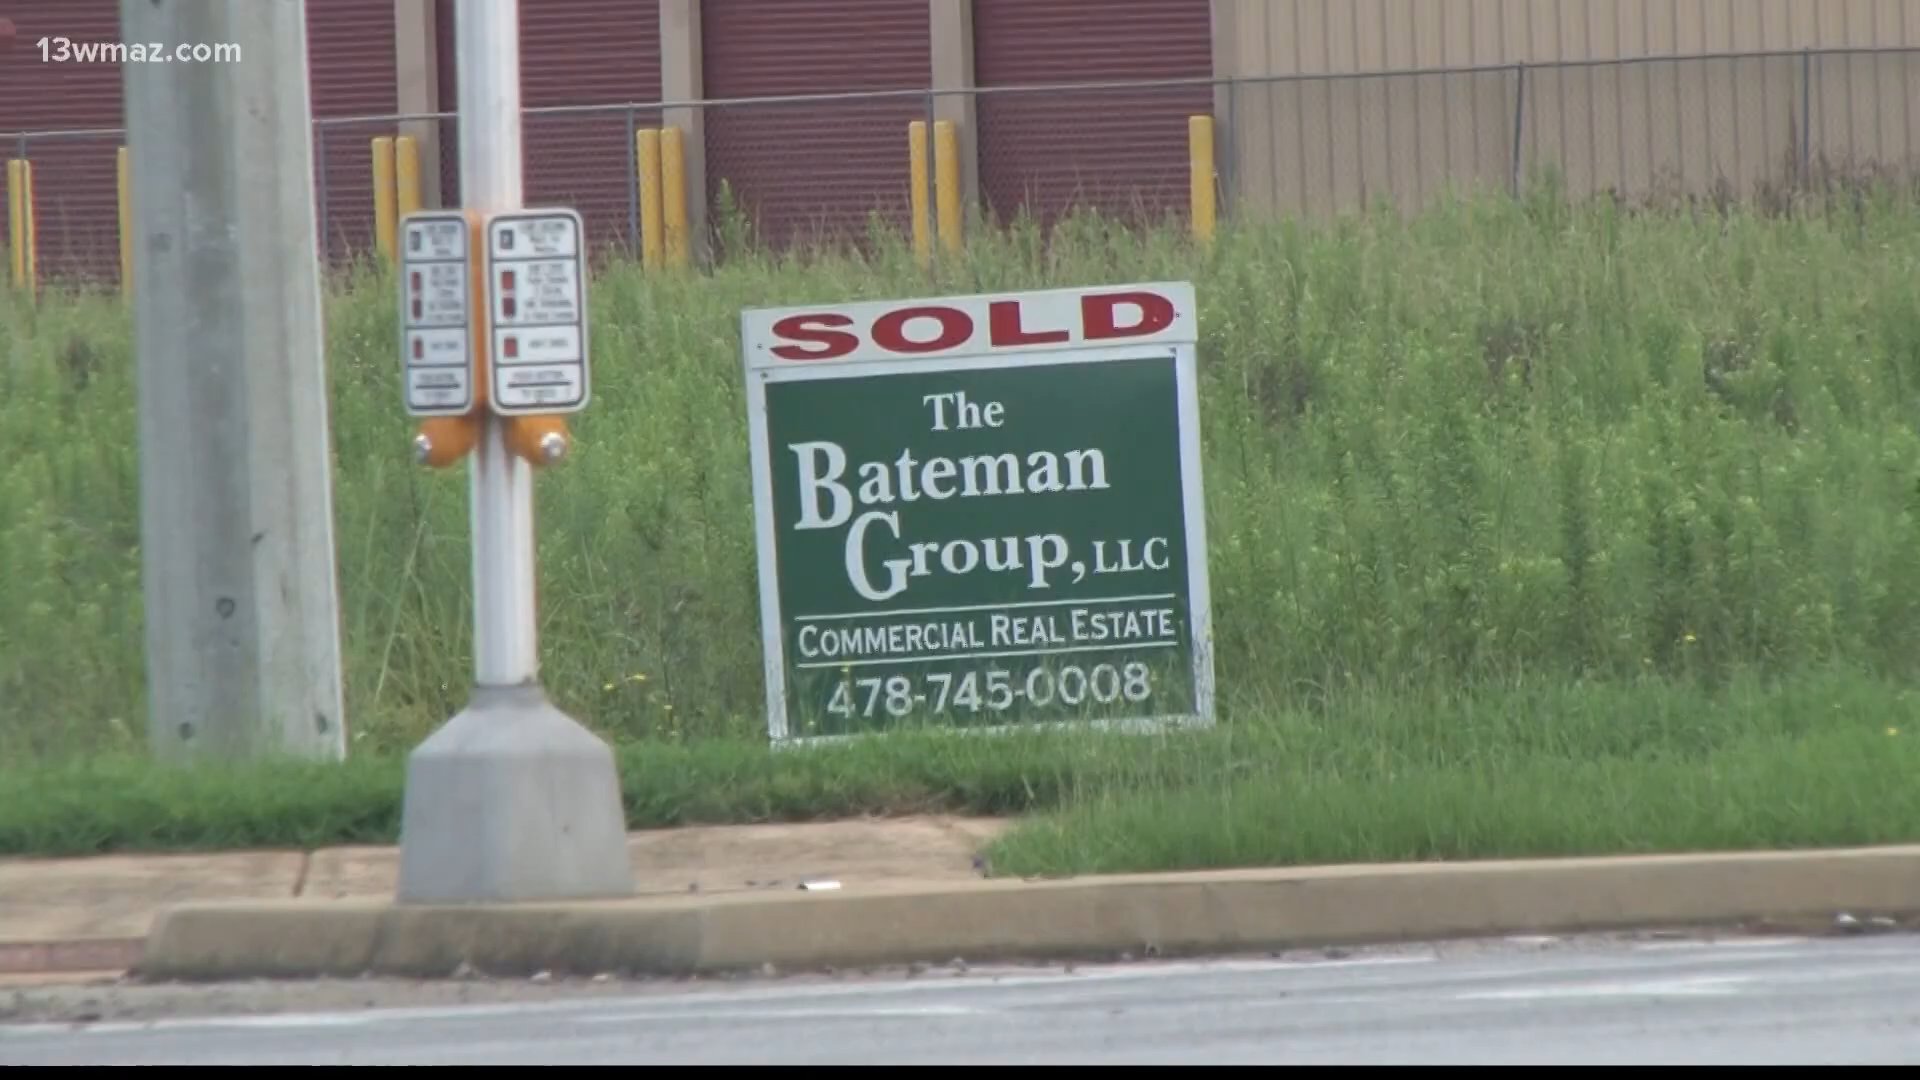 13wmaz.com
SOLD
The
Bateman
Group, LLC
COMMERCIAL REAL ESTATE
478-745-0008